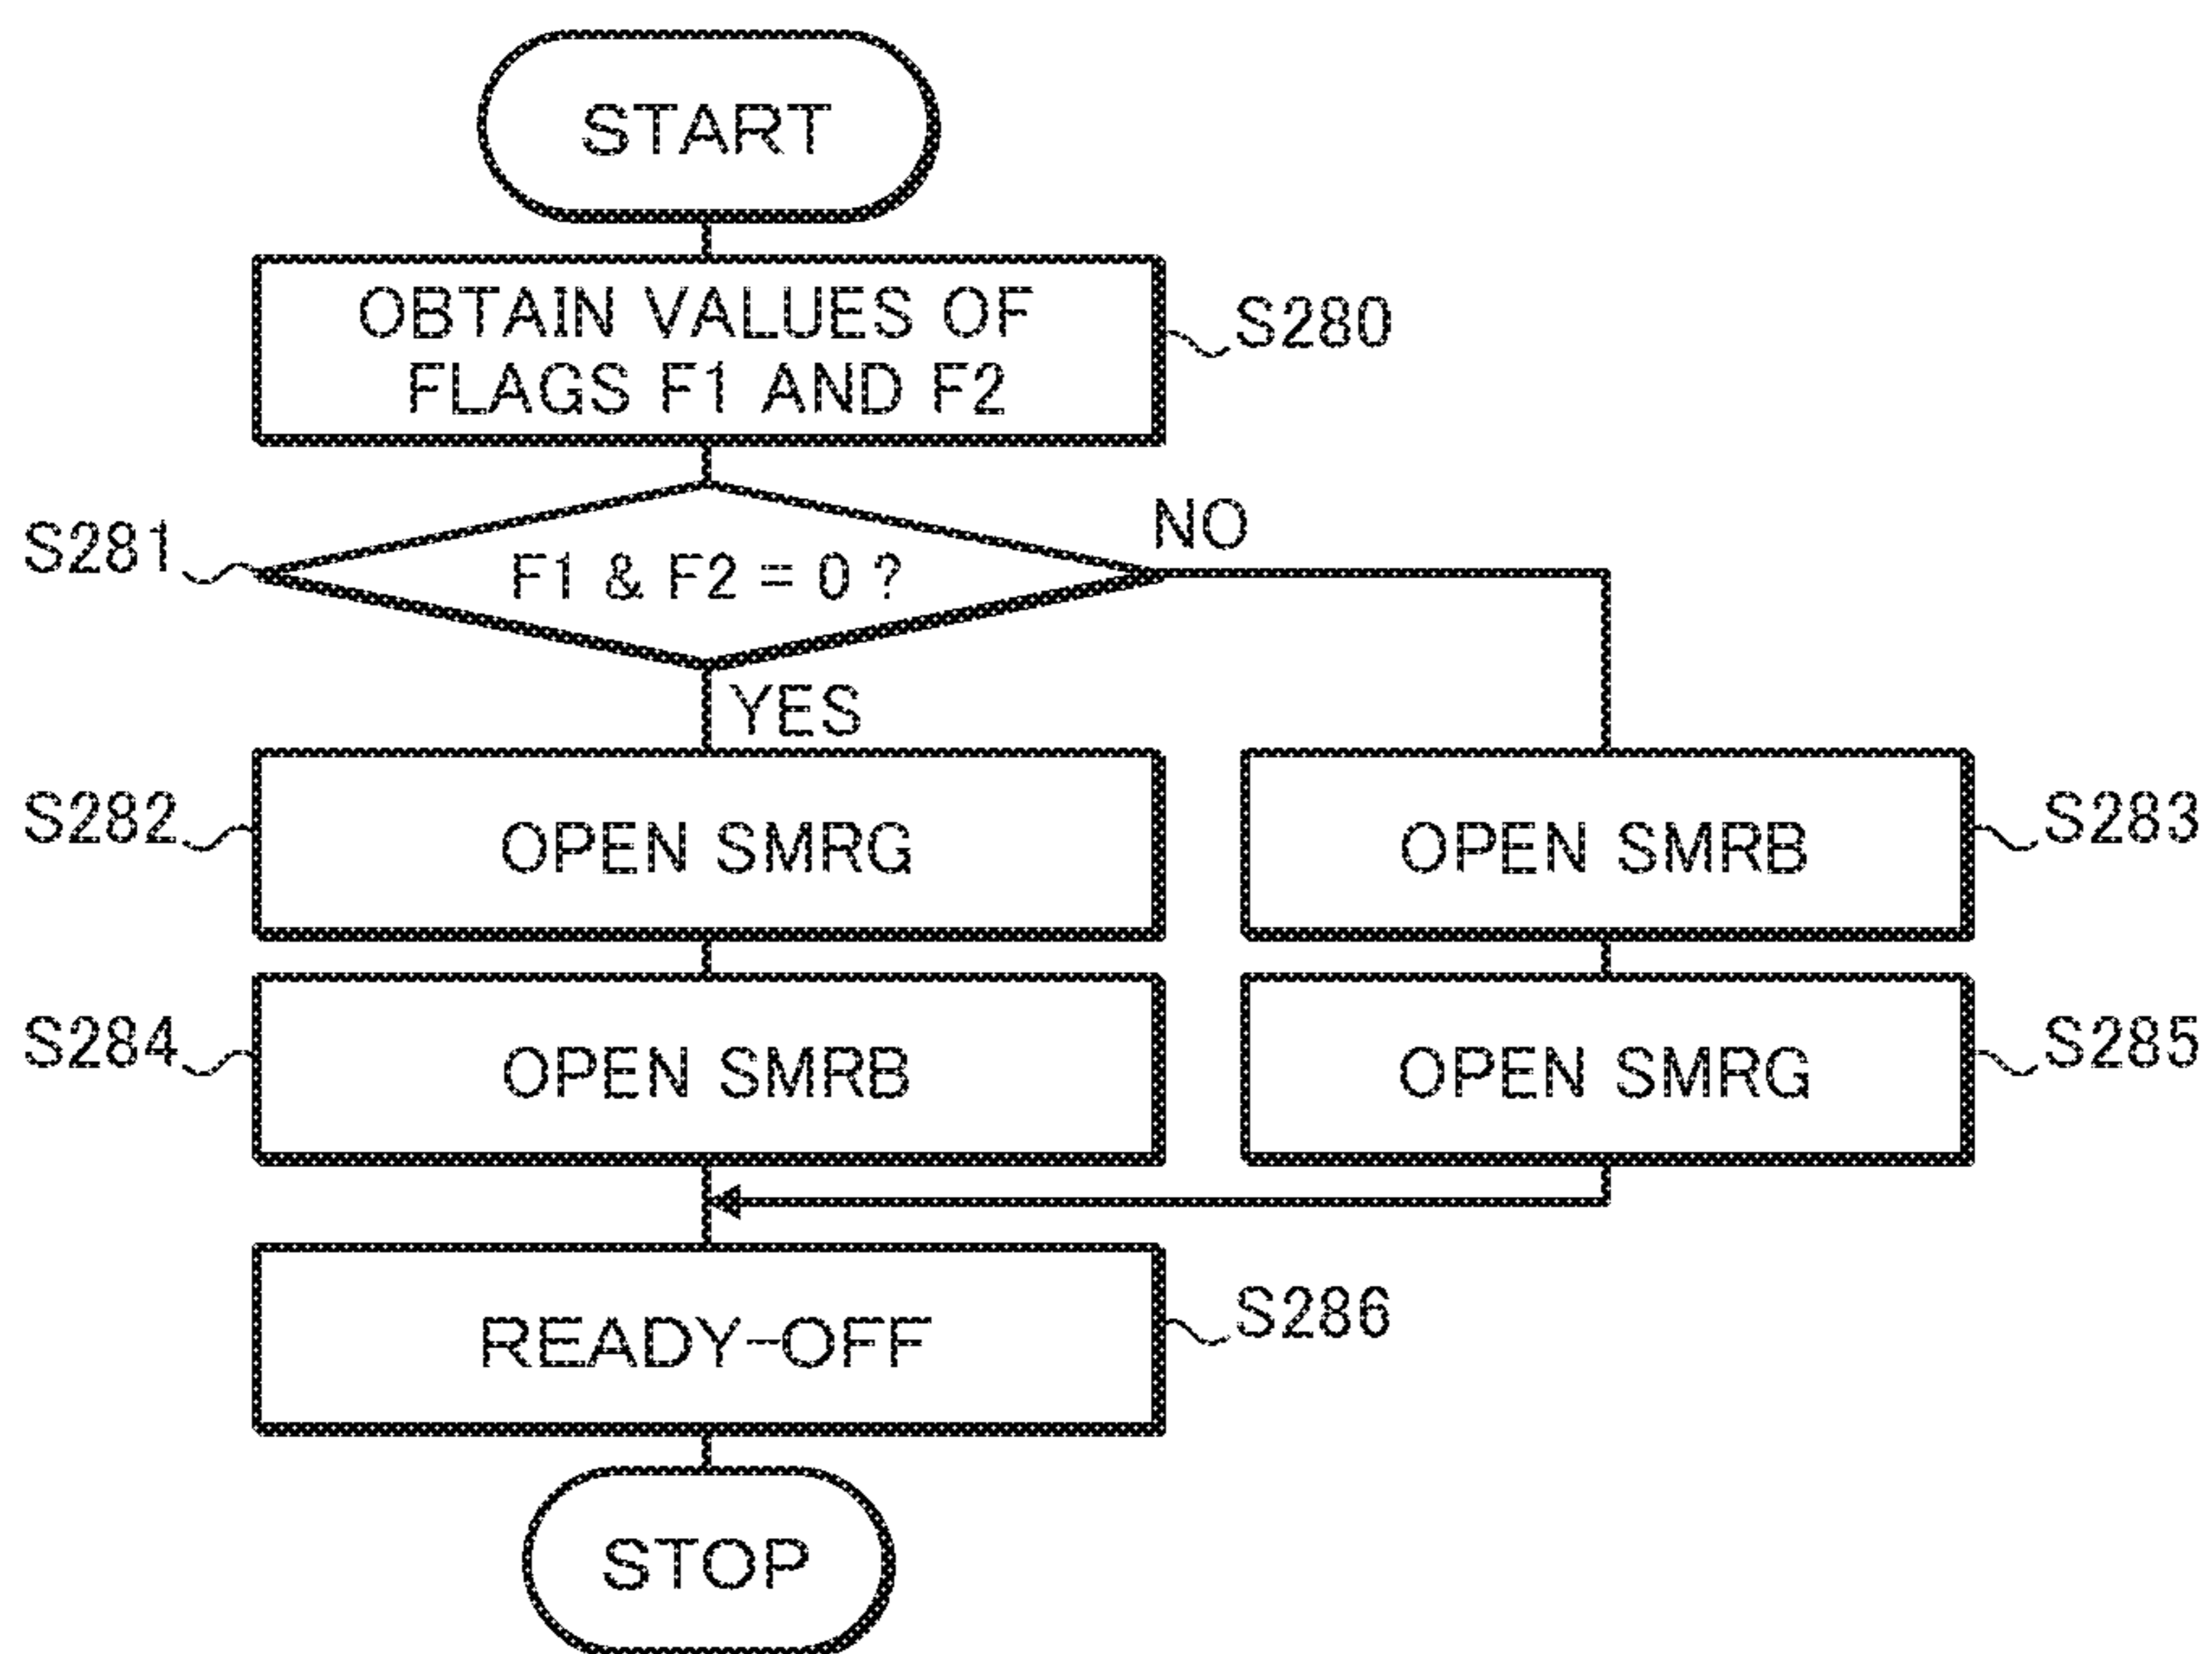 START
OBTAIN VALUES OF
FLAGS F1 AND F2
S280
S281
F1 & F2 = 0 ?
NO
YES
S282
OPEN SMRG
OPEN SMRB
S283
S284
OPEN SMRB
OPEN SMRG
S285
READY-OFF
S286
STOP